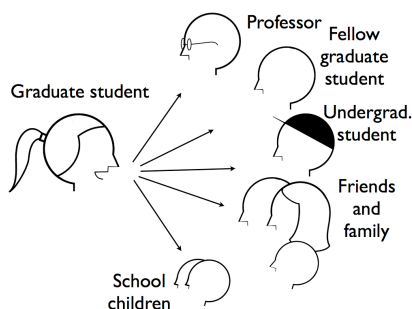 Professor
Fellow
graduate
student
Graduate student
Undergrad.
student
Friends
and
family
School
children